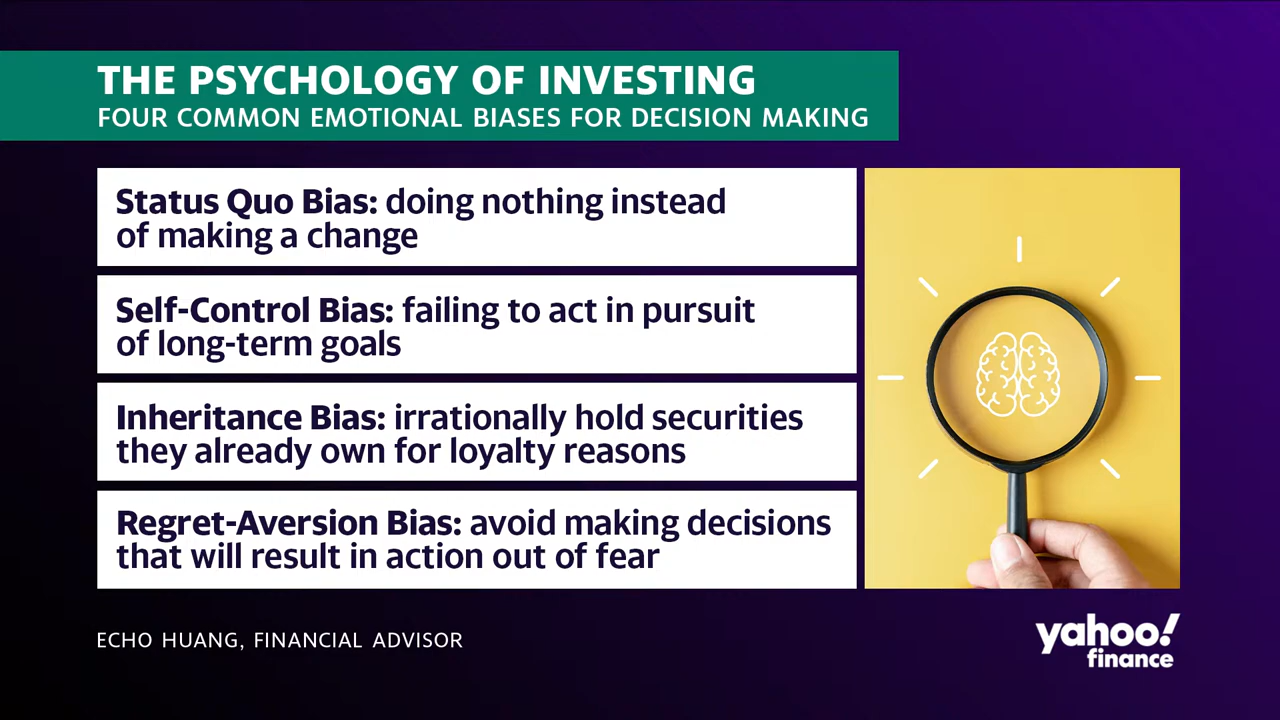 THE PSYCHOLOGY OF INVESTING
FOUR COMMON EMOTIONAL BIASES FOR DECISION MAKING
Status Quo Bias: doing nothing instead
of making a change
Self-Control Bias: failing to act in pursuit
of long-term goals
Inheritance Bias: irrationally hold securities
they already own for loyalty reasons
Regret-Aversion Bias: avoid making decisions
that will result in action out of fear
ECHO HUANG, FINANCIAL ADVISOR
yahoo!
finance